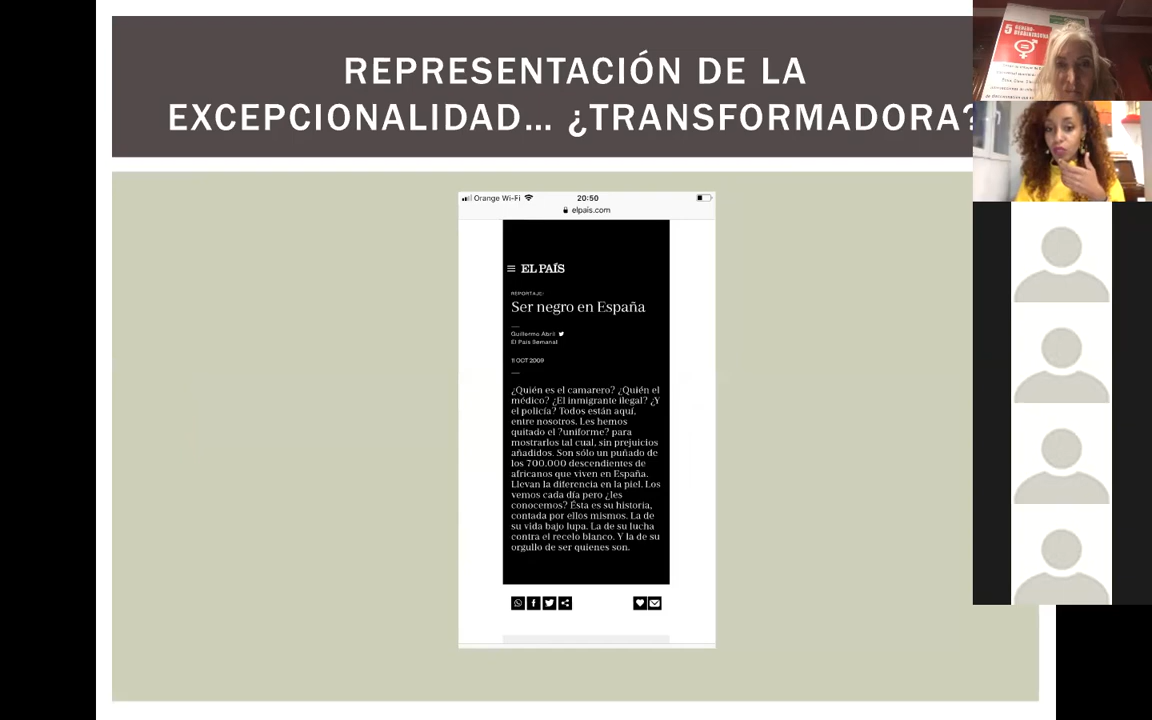 REPRESENTACIÓN DE LA
EXCEPCIONALIDAD... ¿TRANSFORMADORA?
Orange Wi-Fi
20:50
elpais.com
EL PAÍS
REPORTAJE:
Ser negro en España
Guillermo Abril
El País Semanal
11 OCT 2009
¿Quién es el camarero? ¿Quién el
médico? ¿El inmigrante ilegal? ¿Y
el policía? Todos están aquí,
entre nosotros. Les hemos
quitado el ?uniforme? para
mostrarlos tal cual, sin prejuicios
añadidos. Son sólo un puñado de
los 700.000 descendientes de
africanos que viven en España.
Llevan la diferencia en la piel. Los
vemos cada día pero ¿les
conocemos? Ésta es su historia,
contada por ellos mismos. La de
su vida bajo lupa. La de su lucha
contra el recelo blanco. Y la de su
orgullo de ser quienes son.
5